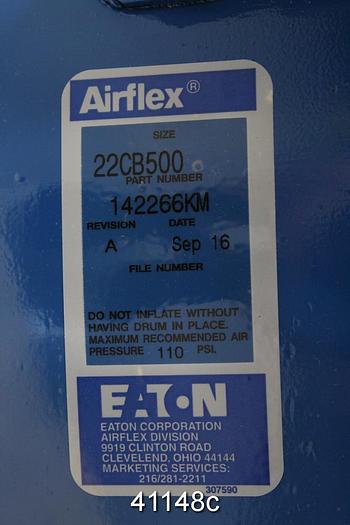 Airflex®
SIZE
22CB500
PART NUMBER
142266KM
REVISION DATE
A Sep 16
FILE NUMBER
DO NOT INFLATE WITHOUT
HAVING DRUM IN PLACE.
MAXIMUM RECOMMENDED AIR
PRESSURE 110 PSI.
EATON
EATON CORPORATION
AIRFLEX DIVISION
9919 CLINTON ROAD
CLEVELAND, OHIO 44144
MARKETING SERVICES:
216/281-2211
307590
41148c